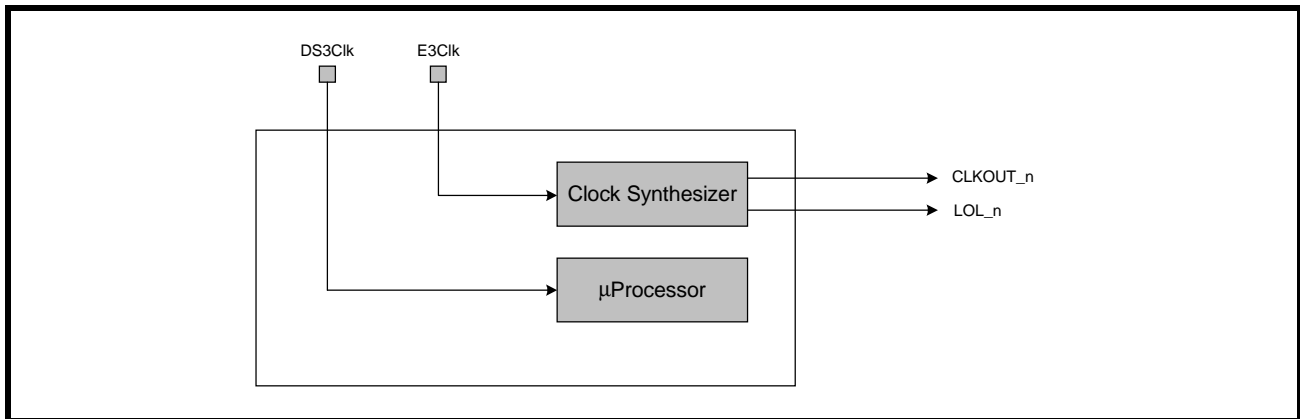 DS3Clk
E3Clk
Clock Synthesizer
CLKOUT_n
LOL_n
μProcessor